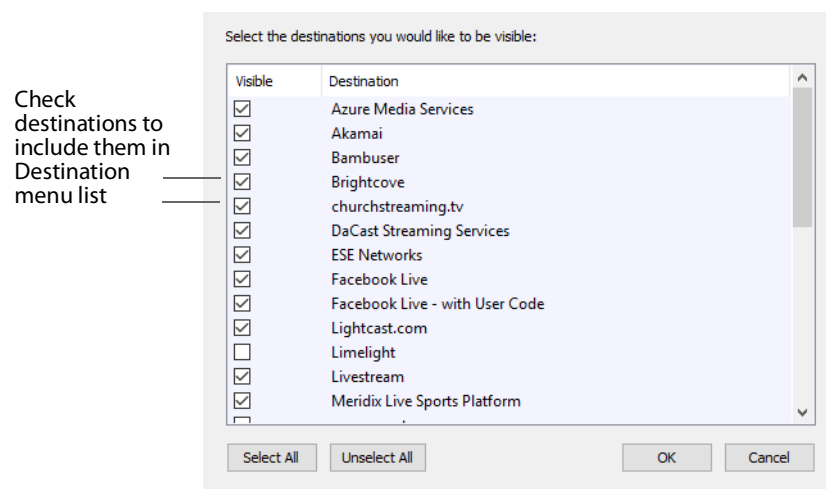 Select the destinations you would like to be visible:
Visible Destination
Check
destinations to
include them in
Destination
menu list
Azure Media Services
Akamai
Bambuser
Brightcove
churchstreaming.tv
DaCast Streaming Services
ESE Networks
Facebook Live
Facebook Live - with User Code
Lightcast.com
Limelight
Livestream
Meridix Live Sports Platform
Select All Unselect All OK Cancel